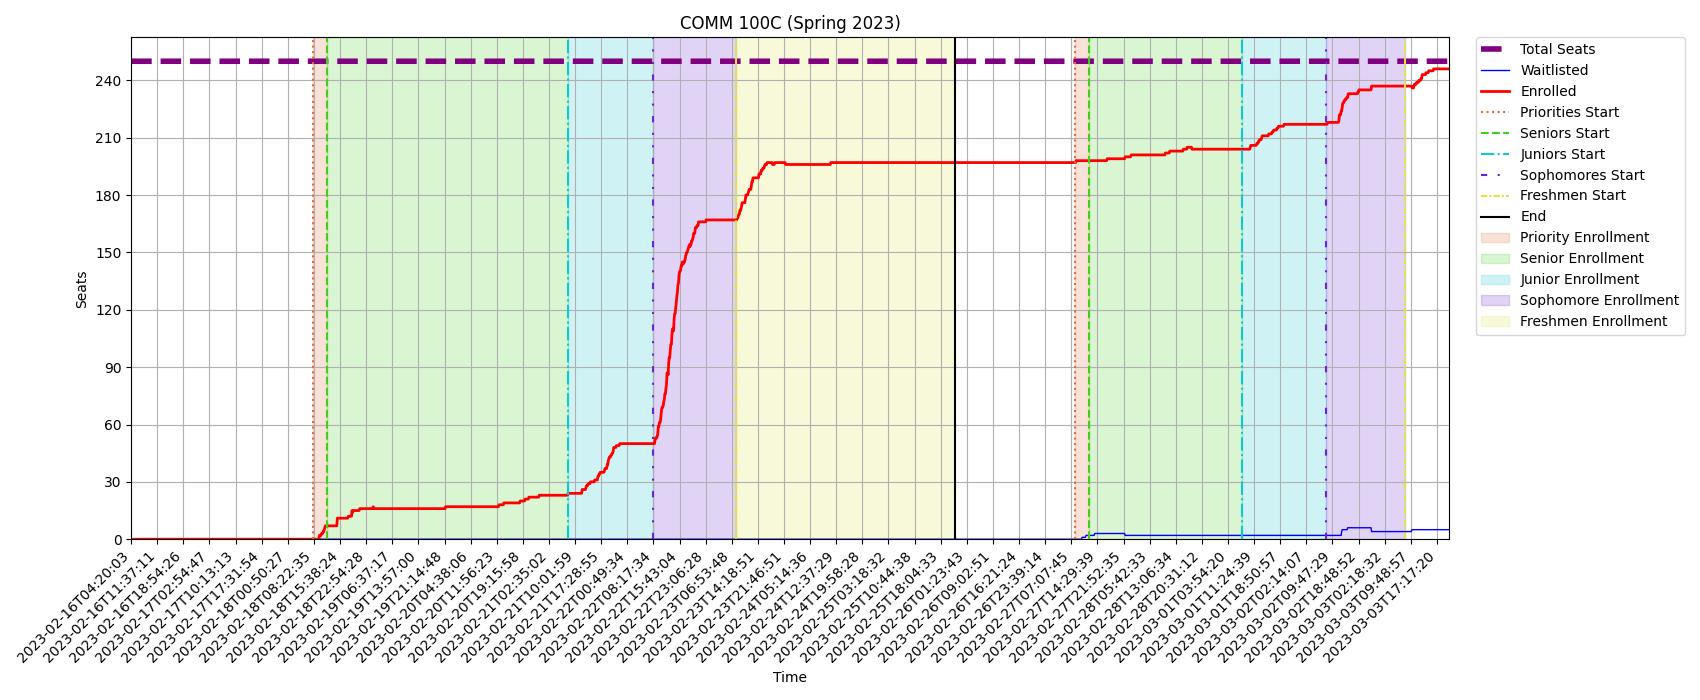 COMM 100C (Spring 2023)
Seats
240
210
180
150
120
90
60
30
0
2023-02-16T04:20:03
2023-02-16T11:37:11
2023-02-16T18:54:26
2023-02-17T02:54:47
2023-02-17T10:13:13
2023-02-17T17:31:54
2023-02-18T00:50:27
2023-02-18T08:22:35
2023-02-18T15:38:24
2023-02-18T22:54:28
2023-02-19T06:37:17
2023-02-19T13:57:00
2023-02-19T21:14:48
2023-02-20T04:38:06
2023-02-20T11:56:23
2023-02-20T19:15:58
2023-02-21T02:35:02
2023-02-21T10:01:59
2023-02-21T17:28:55
2023-02-22T00:49:34
2023-02-22T08:17:34
2023-02-22T15:43:04
2023-02-22T23:06:28
2023-02-23T06:53:48
2023-02-23T14:18:51
2023-02-23T21:46:51
2023-02-24T05:14:36
2023-02-24T12:37:29
2023-02-24T19:58:28
2023-02-25T03:18:32
2023-02-25T10:44:38
2023-02-25T18:04:33
2023-02-26T01:23:43
2023-02-26T09:02:51
2023-02-26T16:21:24
2023-02-26T23:39:14
2023-02-27T07:07:45
2023-02-27T14:29:39
2023-02-27T21:52:35
2023-02-28T05:42:33
2023-02-28T13:06:34
2023-02-28T20:31:12
2023-03-01T03:54:20
2023-03-01T11:24:39
2023-03-01T18:50:57
2023-03-02T02:14:07
2023-03-02T09:47:29
2023-03-02T18:48:52
2023-03-03T02:18:32
2023-03-03T09:48:57
2023-03-03T17:17:20
Time
Total Seats
Waitlisted
Enrolled
Priorities Start
Seniors Start
Juniors Start
Sophomores Start
Freshmen Start
End
Priority Enrollment
Senior Enrollment
Junior Enrollment
Sophomore Enrollment
Freshmen Enrollment